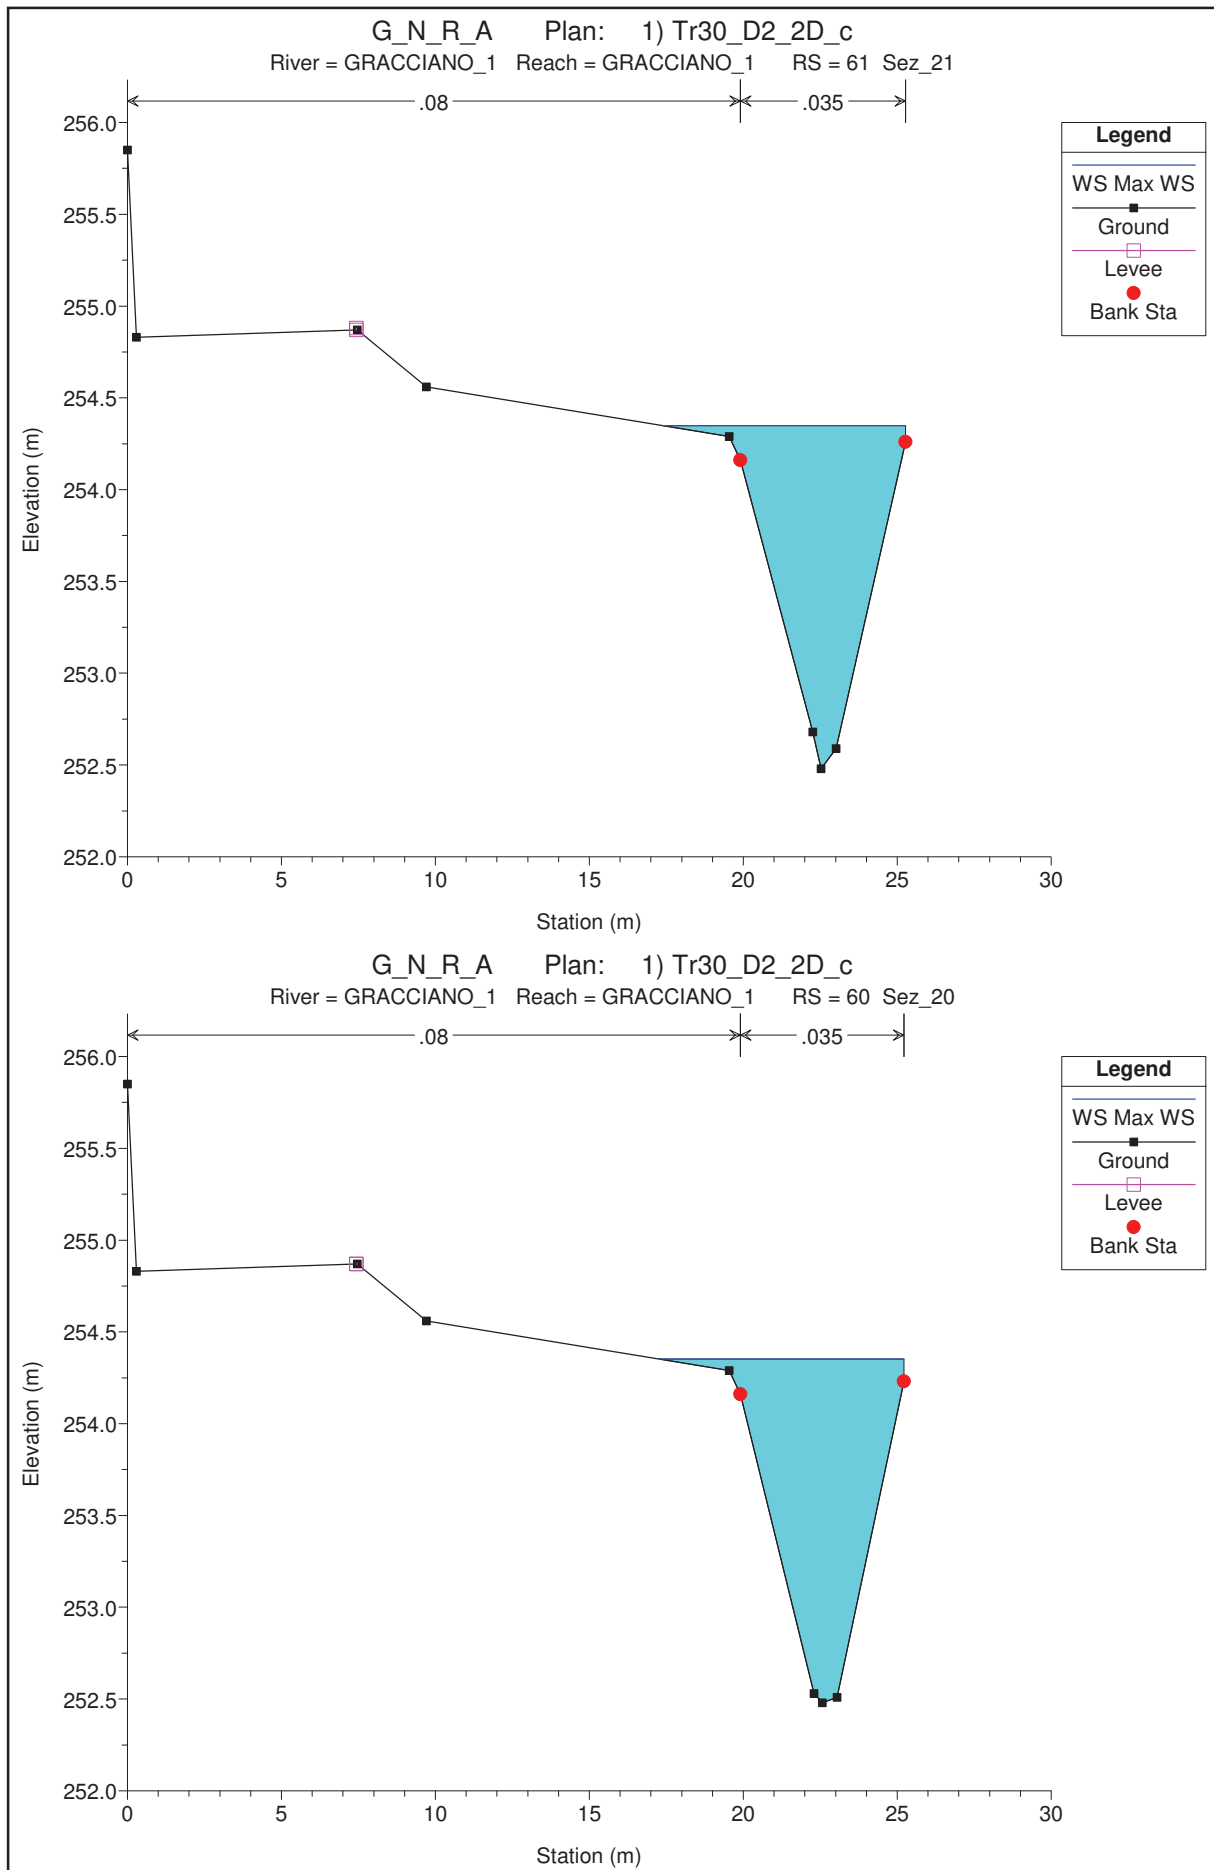 G_N_R_A Plan: 1) Tr30_D2_2D_c
River = GRACCIANO_1 Reach = GRACCIANO_1 RS = 61 Sez_21
.08 .035
Legend
WS Max WS
Ground
Levee
Bank Sta
256.0
255.5
255.0
254.5
254.0
253.5
253.0
252.5
252.0
Elevation (m)
0 5 10 15 20 25 30
Station (m)
G_N_R_A Plan: 1) Tr30_D2_2D_c
River = GRACCIANO_1 Reach = GRACCIANO_1 RS = 60 Sez_20
.08 .035
Legend
WS Max WS
Ground
Levee
Bank Sta
256.0
255.5
255.0
254.5
254.0
253.5
253.0
252.5
252.0
Elevation (m)
0 5 10 15 20 25 30
Station (m)